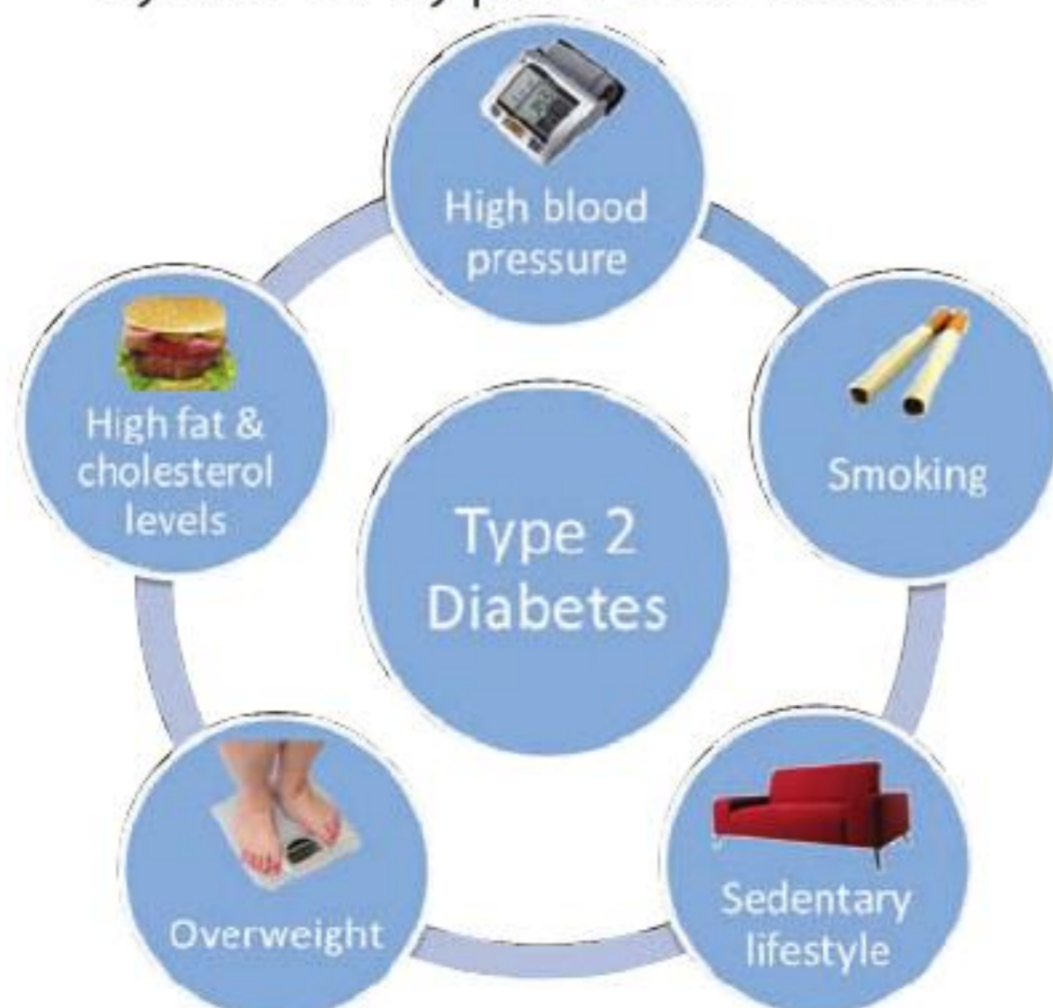 High blood
pressure
Smoking
Sedentary
lifestyle
Overweight
High fat &
cholesterol
levels
Type 2
Diabetes